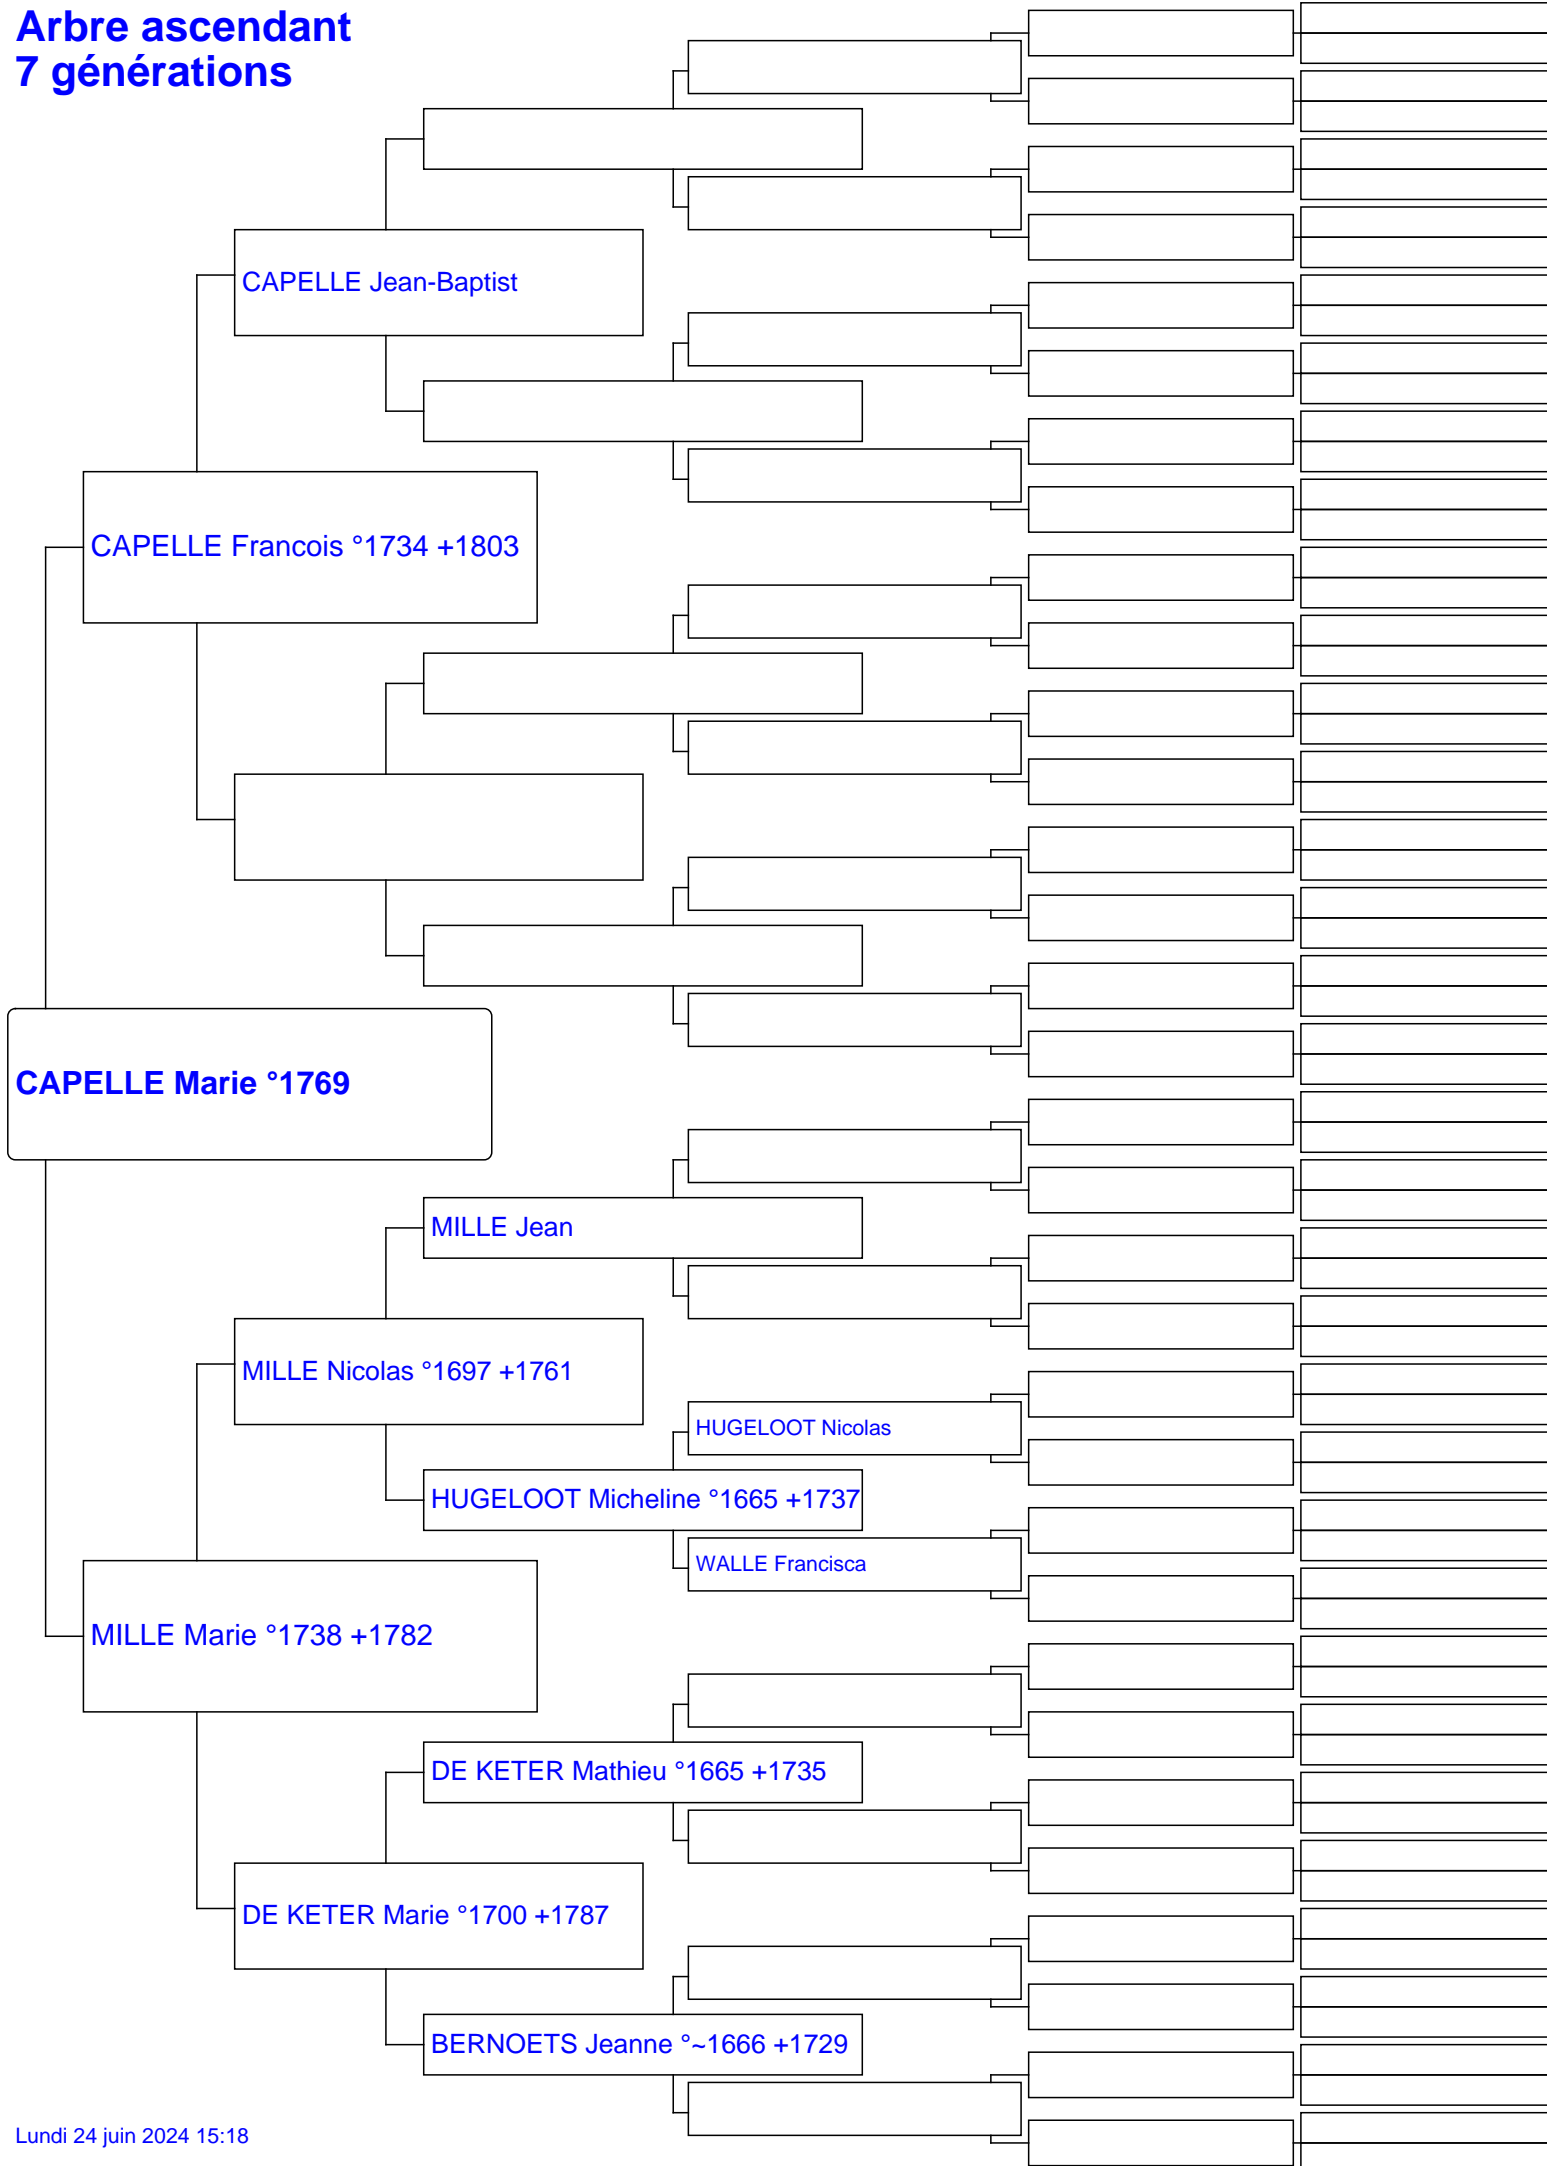 Arbre ascendant
7 générations
CAPELLE Jean-Baptist
CAPELLE Francois °1734 +1803
CAPELLE Marie °1769
MILLE Jean
MILLE Nicolas °1697 +1761
HUGELOOT Nicolas
HUGELOOT Micheline °1665 +1737
WALLE Francisca
MILLE Marie °1738 +1782
DE KETER Mathieu °1665 +1735
DE KETER Marie °1700 +1787
BERNOETS Jeanne °~1666 +1729
Lundi 24 juin 2024 15:18